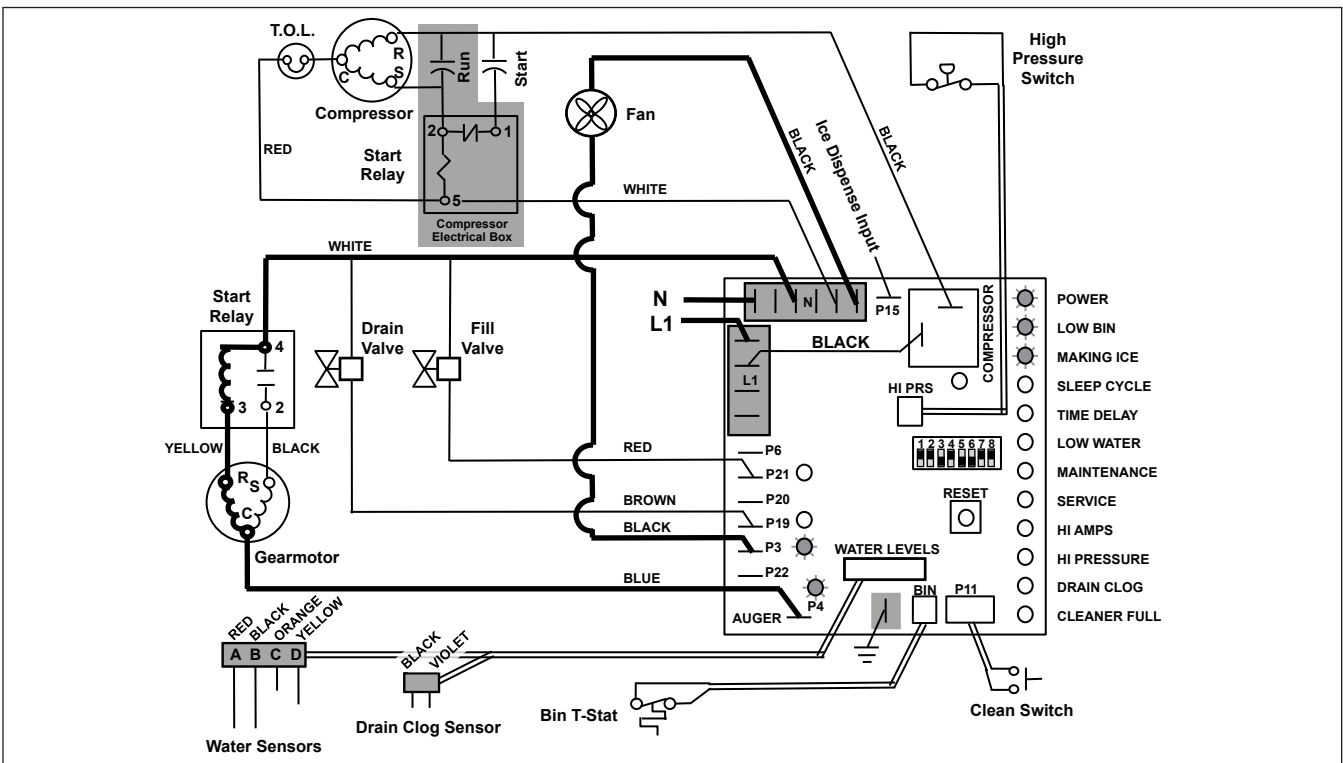 T.O.L.
R
S
C
Compressor
Run
Start
2
1
5
Start
Relay
Compressor
Electrical Box
RED
WHITE
Fan
BLACK
Ice Dispense Input
BLACK
High
Pressure
Switch
WHITE
Start
Relay
4
3
2
YELLOW
BLACK
R
S
C
Gearmotor
Drain
Valve
Fill
Valve
N
L1
N
P15
BLACK
L1
COMPRESSOR
HI PRS
1 2 3 4 5 6 7 8
RESET
POWER
LOW BIN
MAKING ICE
SLEEP CYCLE
TIME DELAY
LOW WATER
MAINTENANCE
SERVICE
HI AMPS
HI PRESSURE
DRAIN CLOG
CLEANER FULL
RED
P6
P21
BROWN
P20
P19
BLACK
P3
P22
BLUE
P4
AUGER
WATER LEVELS
BIN
P11
RED
BLACK
ORANGE
YELLOW
A B C D
Water Sensors
BLACK
VIOLET
Drain Clog Sensor
Bin T-Stat
Clean Switch